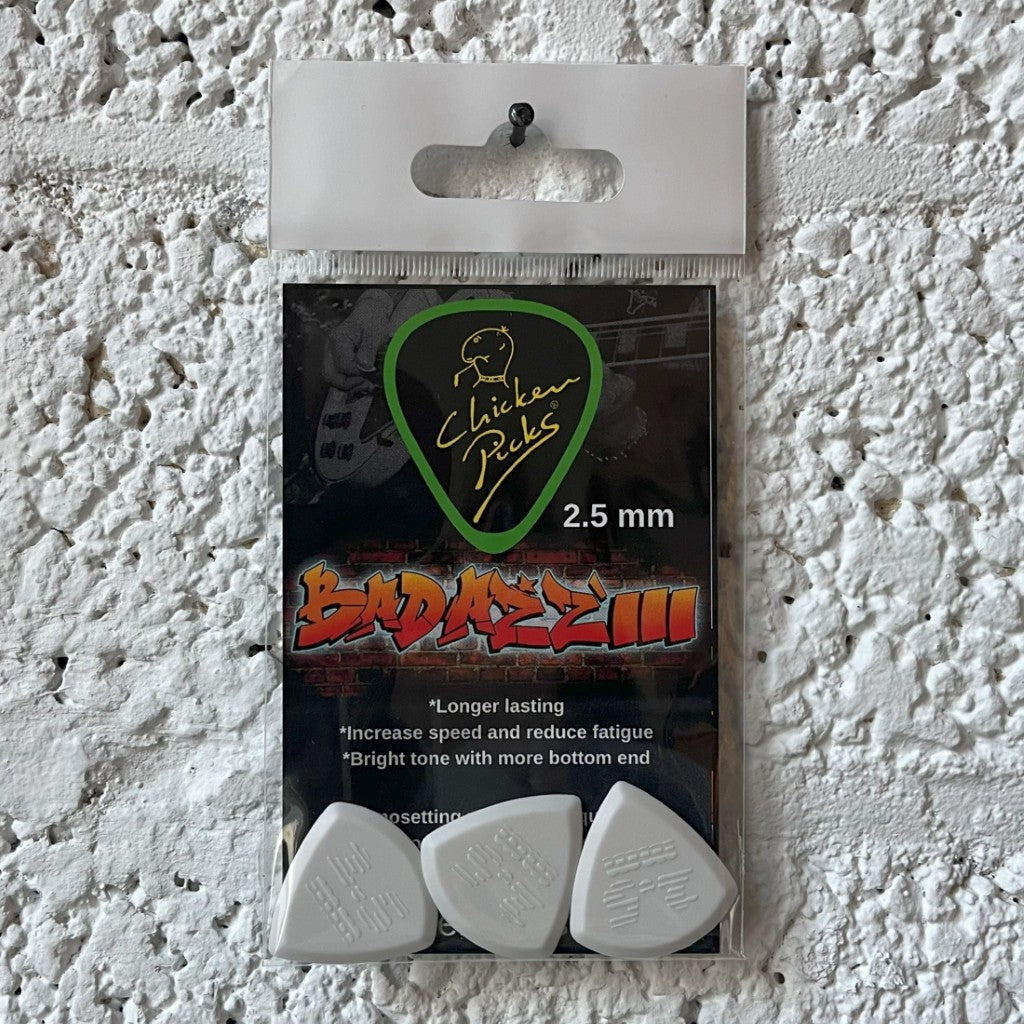 Chicken
Picks®
2.5 mm
BADAZZ III
*Longer lasting
*Increase speed and reduce fatigue
*Bright tone with more bottom end